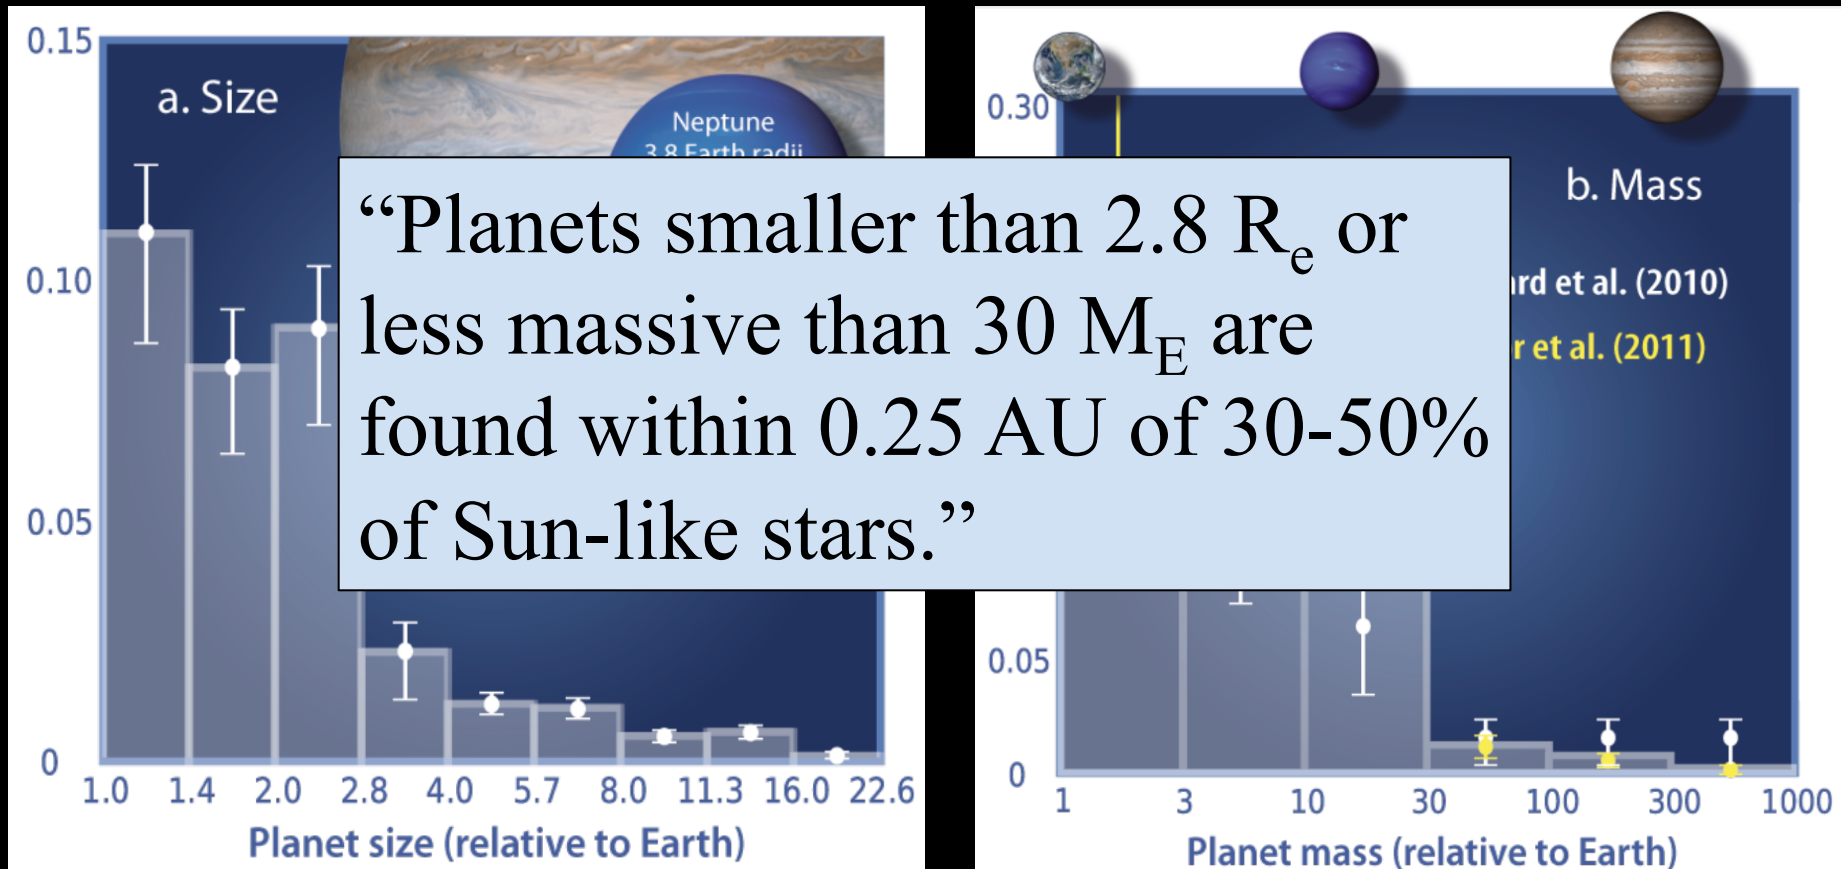 0.15
0.10
0.05
0
a. Size
Neptune
3.8 Earth radii
1.0 1.4 2.0 2.8 4.0 5.7 8.0 11.3 16.0 22.6
Planet size (relative to Earth)
“Planets smaller than 2.8 Re or
less massive than 30 ME are
found within 0.25 AU of 30-50%
of Sun-like stars.”
0.30
0.05
0
b. Mass
et al. (2010)
et al. (2011)
1 3 10 30 100 300 1000
Planet mass (relative to Earth)